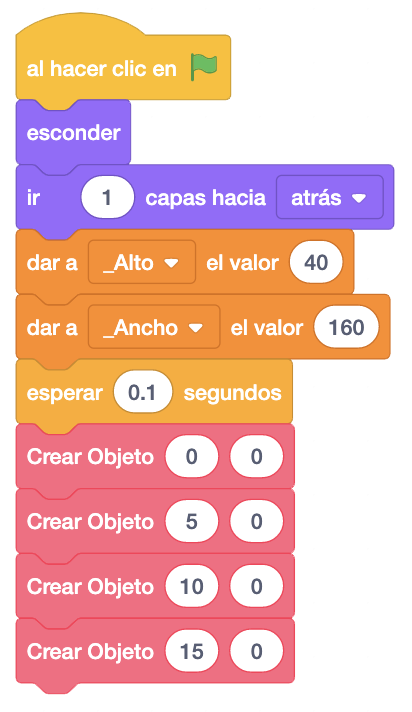 al hacer clic en
esconder
ir 1 capas hacia atrás
dar a _Alto el valor 40
dar a _Ancho el valor 160
esperar 0.1 segundos
Crear Objeto 0 0
Crear Objeto 5 0
Crear Objeto 10 0
Crear Objeto 15 0